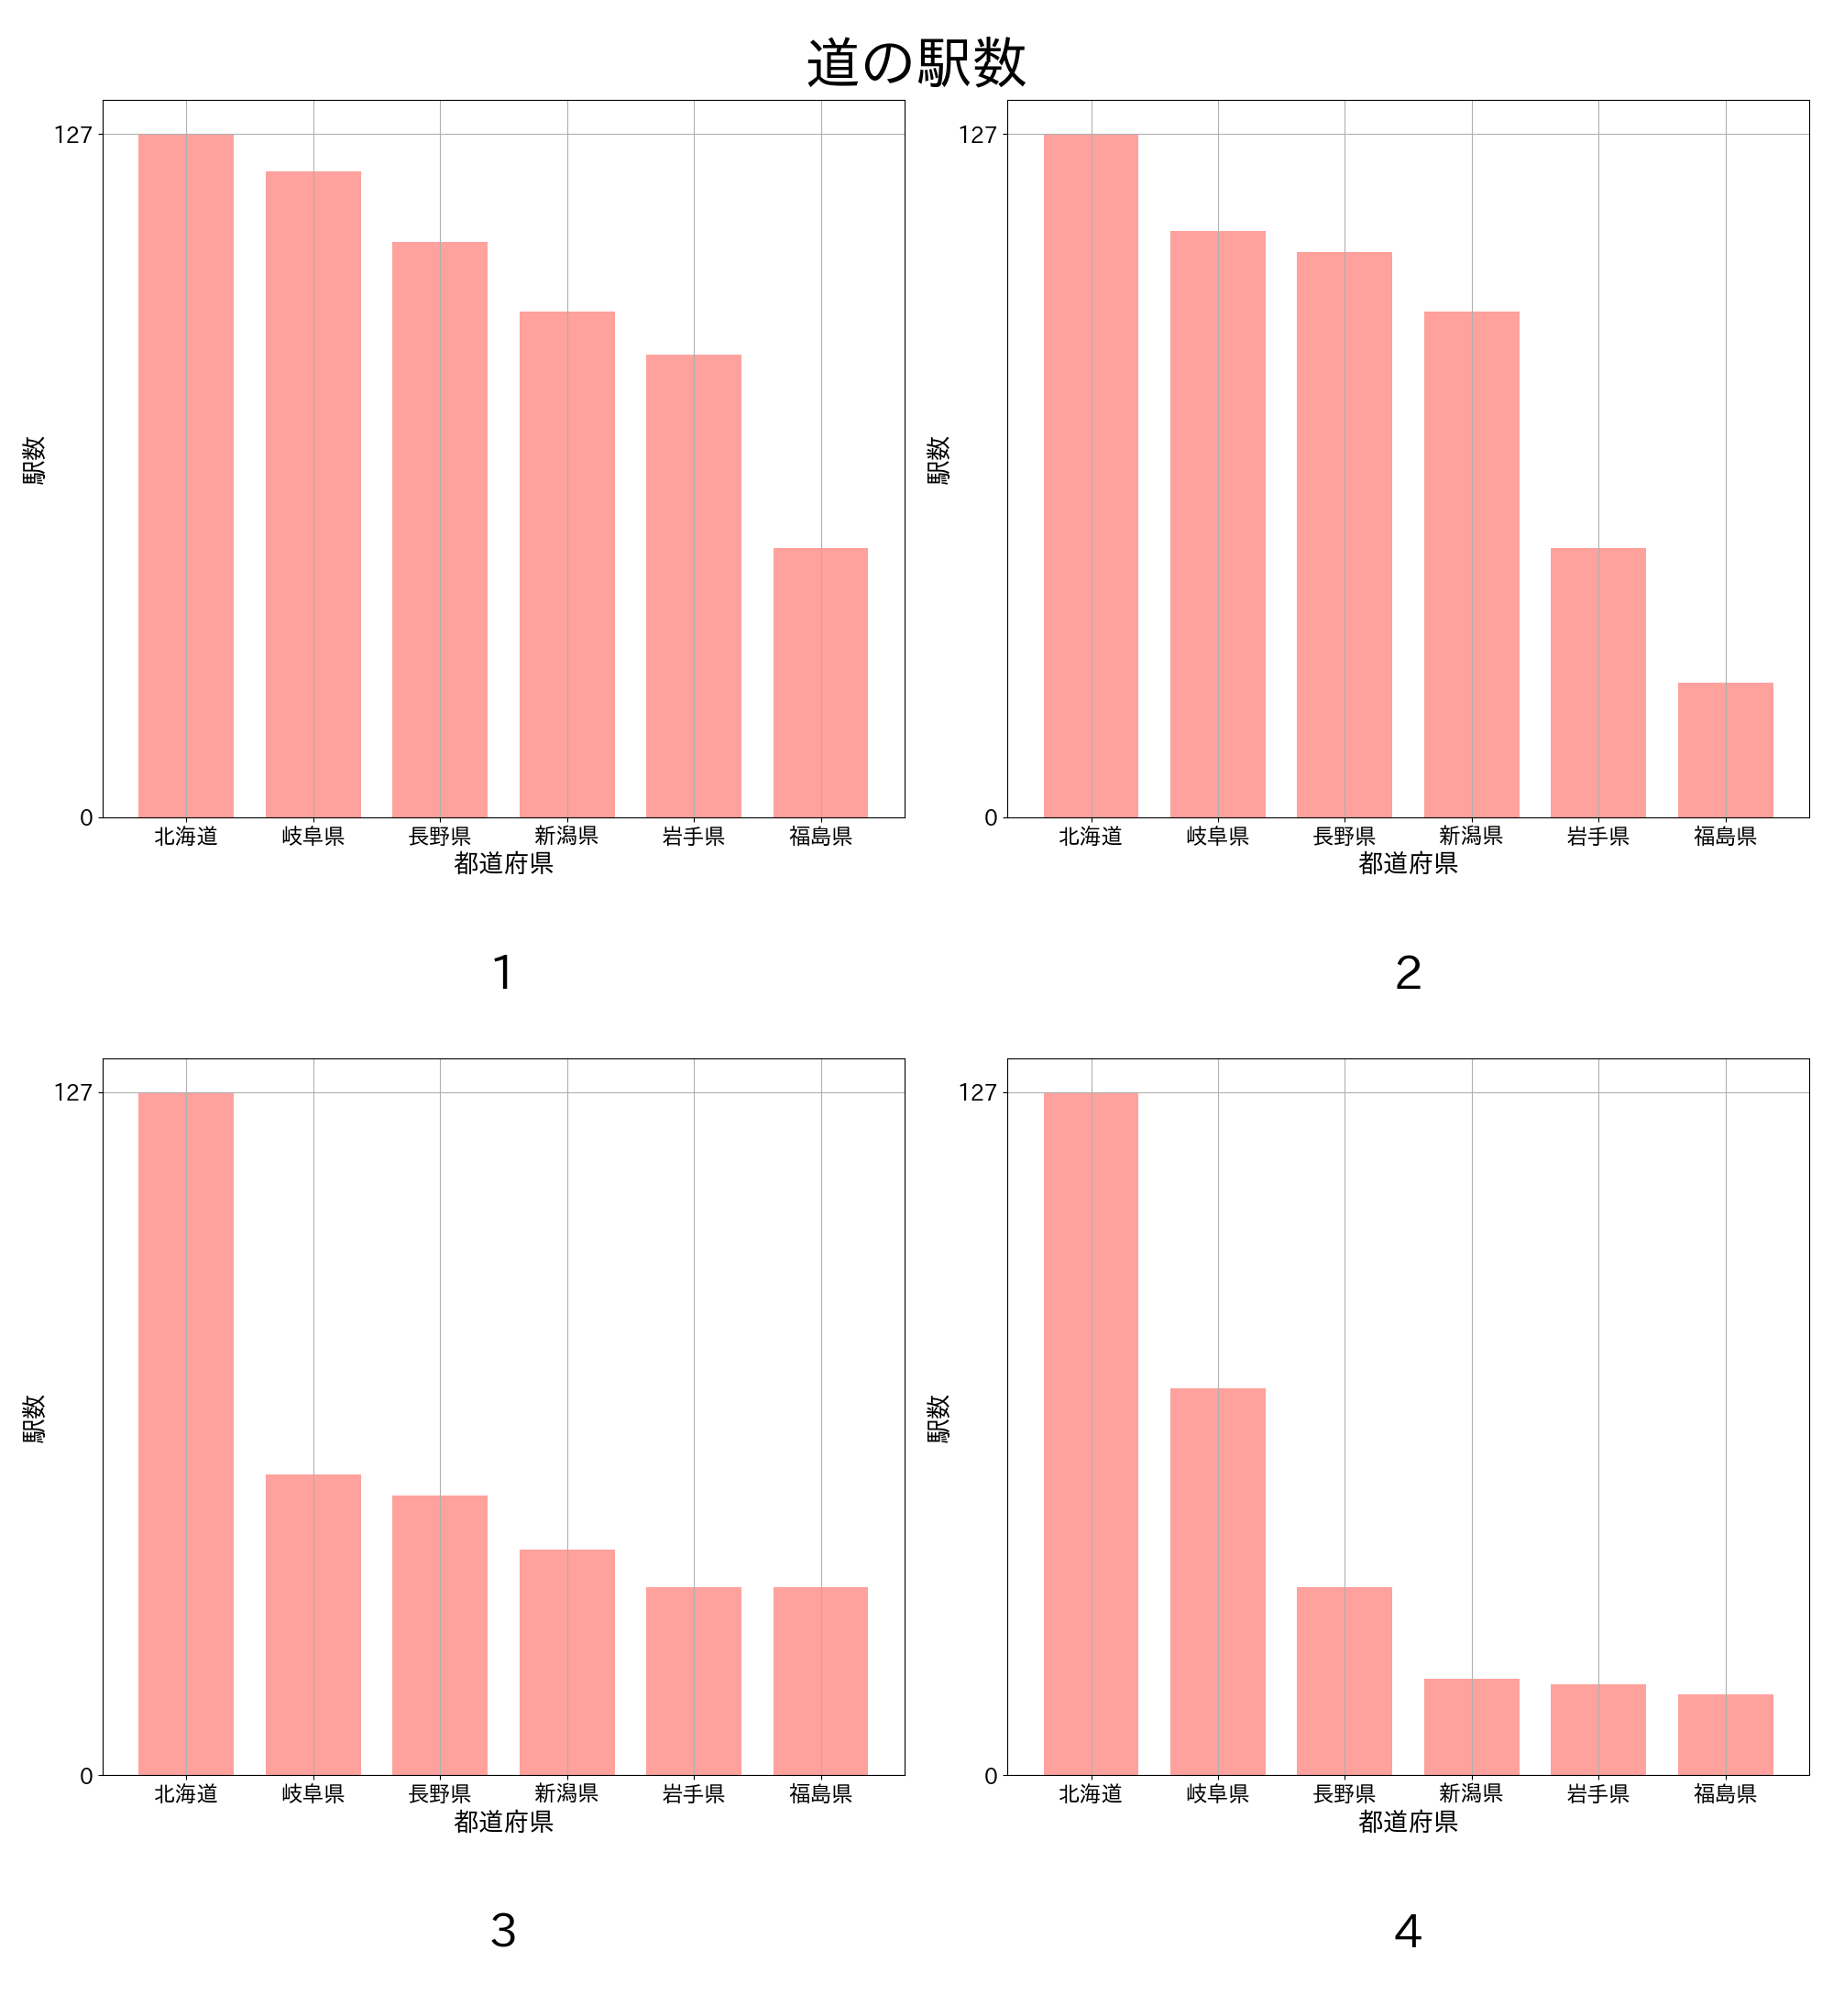 道の駅数
127
0
駅数
北海道 岐阜県 長野県 新潟県 岩手県 福島県
都道府県
1
127
0
駅数
北海道 岐阜県 長野県 新潟県 岩手県 福島県
都道府県
2
127
0
駅数
北海道 岐阜県 長野県 新潟県 岩手県 福島県
都道府県
3
127
0
駅数
北海道 岐阜県 長野県 新潟県 岩手県 福島県
都道府県
4